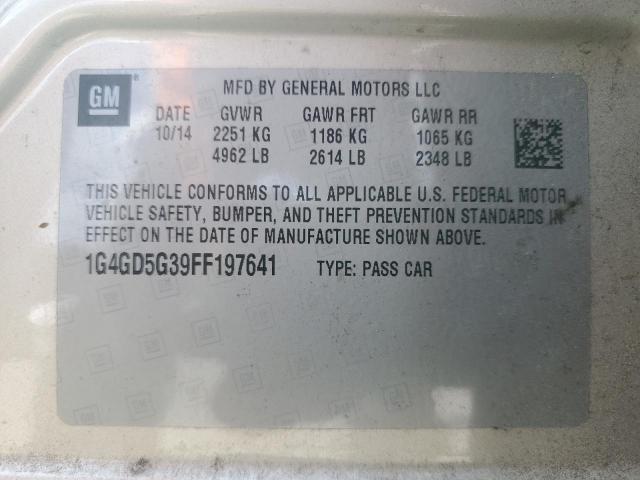 GM ®
MFD BY GENERAL MOTORS LLC
DATE GVWR GAWR FRT GAWR RR
10/14 2251 KG 1186 KG 1065 KG
4962 LB 2614 LB 2348 LB
THIS VEHICLE CONFORMS TO ALL APPLICABLE U.S. FEDERAL MOTOR
VEHICLE SAFETY, BUMPER, AND THEFT PREVENTION STANDARDS IN
EFFECT ON THE DATE OF MANUFACTURE SHOWN ABOVE.
1G4GD5G39FF197641 TYPE: PASS CAR